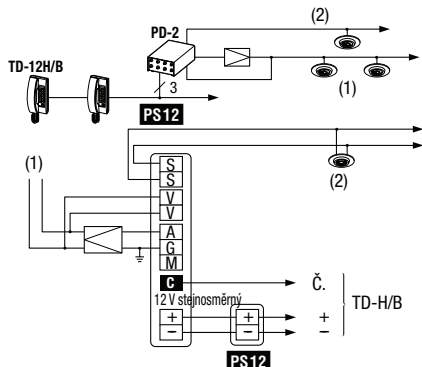 (2)
PD-2
TD-12H/B
3
(1)
PS12
(1)
(2)
S
S
V
V
A
G
M
C
Č.
12 V stejnosměrný
TD-H/B
+ + +
− − −
PS12